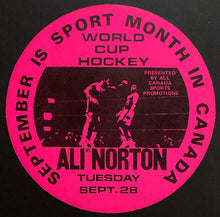 SEPTEMBER IS SPORT MONTH IN CANADA
WORLD
CUP
HOCKEY
PRESENTED BY ALL
CANADA
SPORTS
PROMOTIONS
ALI VS NORTON
TUESDAY
SEPT. 28